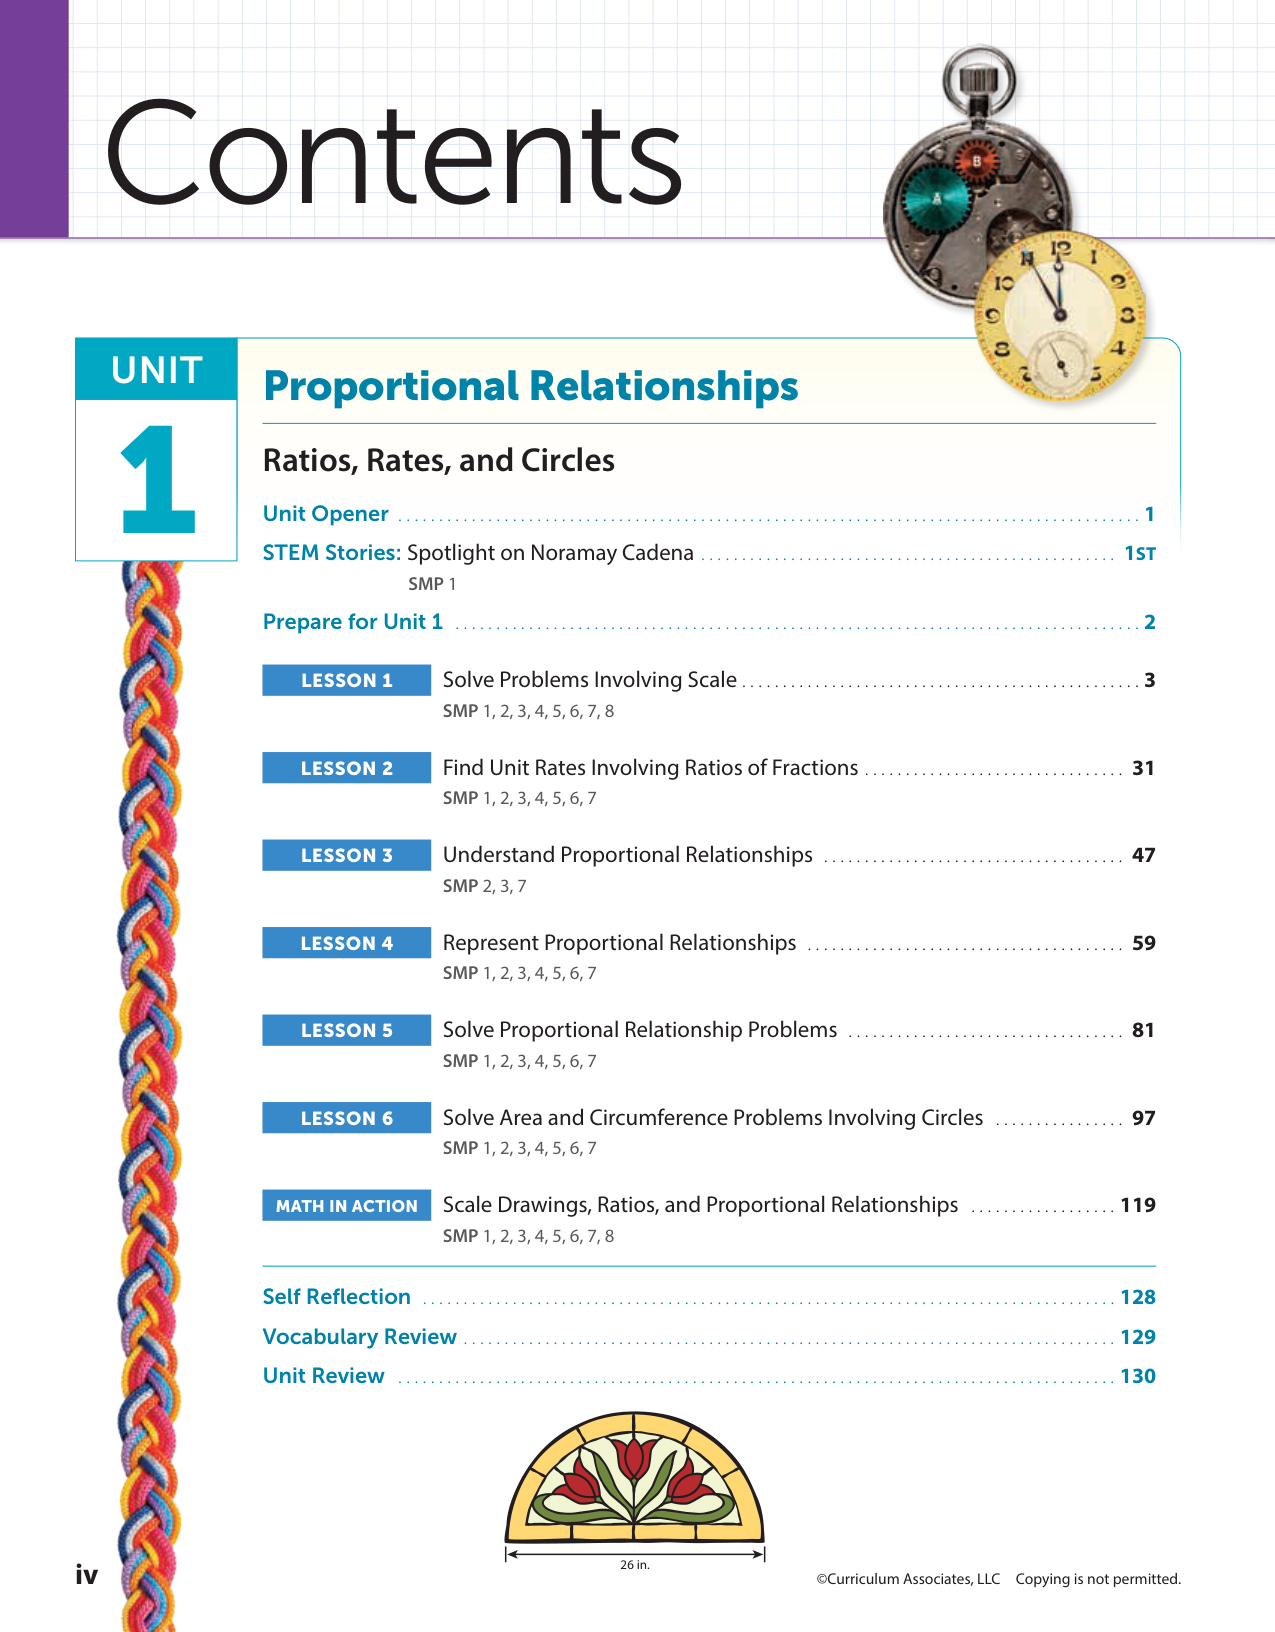 Contents
B
A
12
1
2
3
4
8
9
10
UNIT
1
Proportional Relationships
Ratios, Rates, and Circles
Unit Opener 1
STEM Stories: Spotlight on Noramay Cadena 1ST
SMP 1
Prepare for Unit 1 2
LESSON 1 Solve Problems Involving Scale 3
SMP 1, 2, 3, 4, 5, 6, 7, 8
LESSON 2 Find Unit Rates Involving Ratios of Fractions 31
SMP 1, 2, 3, 4, 5, 6, 7
LESSON 3 Understand Proportional Relationships 47
SMP 2, 3, 7
LESSON 4 Represent Proportional Relationships 59
SMP 1, 2, 3, 4, 5, 6, 7
LESSON 5 Solve Proportional Relationship Problems 81
SMP 1, 2, 3, 4, 5, 6, 7
LESSON 6 Solve Area and Circumference Problems Involving Circles 97
SMP 1, 2, 3, 4, 5, 6, 7
MATH IN ACTION Scale Drawings, Ratios, and Proportional Relationships 119
SMP 1, 2, 3, 4, 5, 6, 7, 8
Self Reflection 128
Vocabulary Review 129
Unit Review 130
26 in.
iv
©Curriculum Associates, LLC Copying is not permitted.